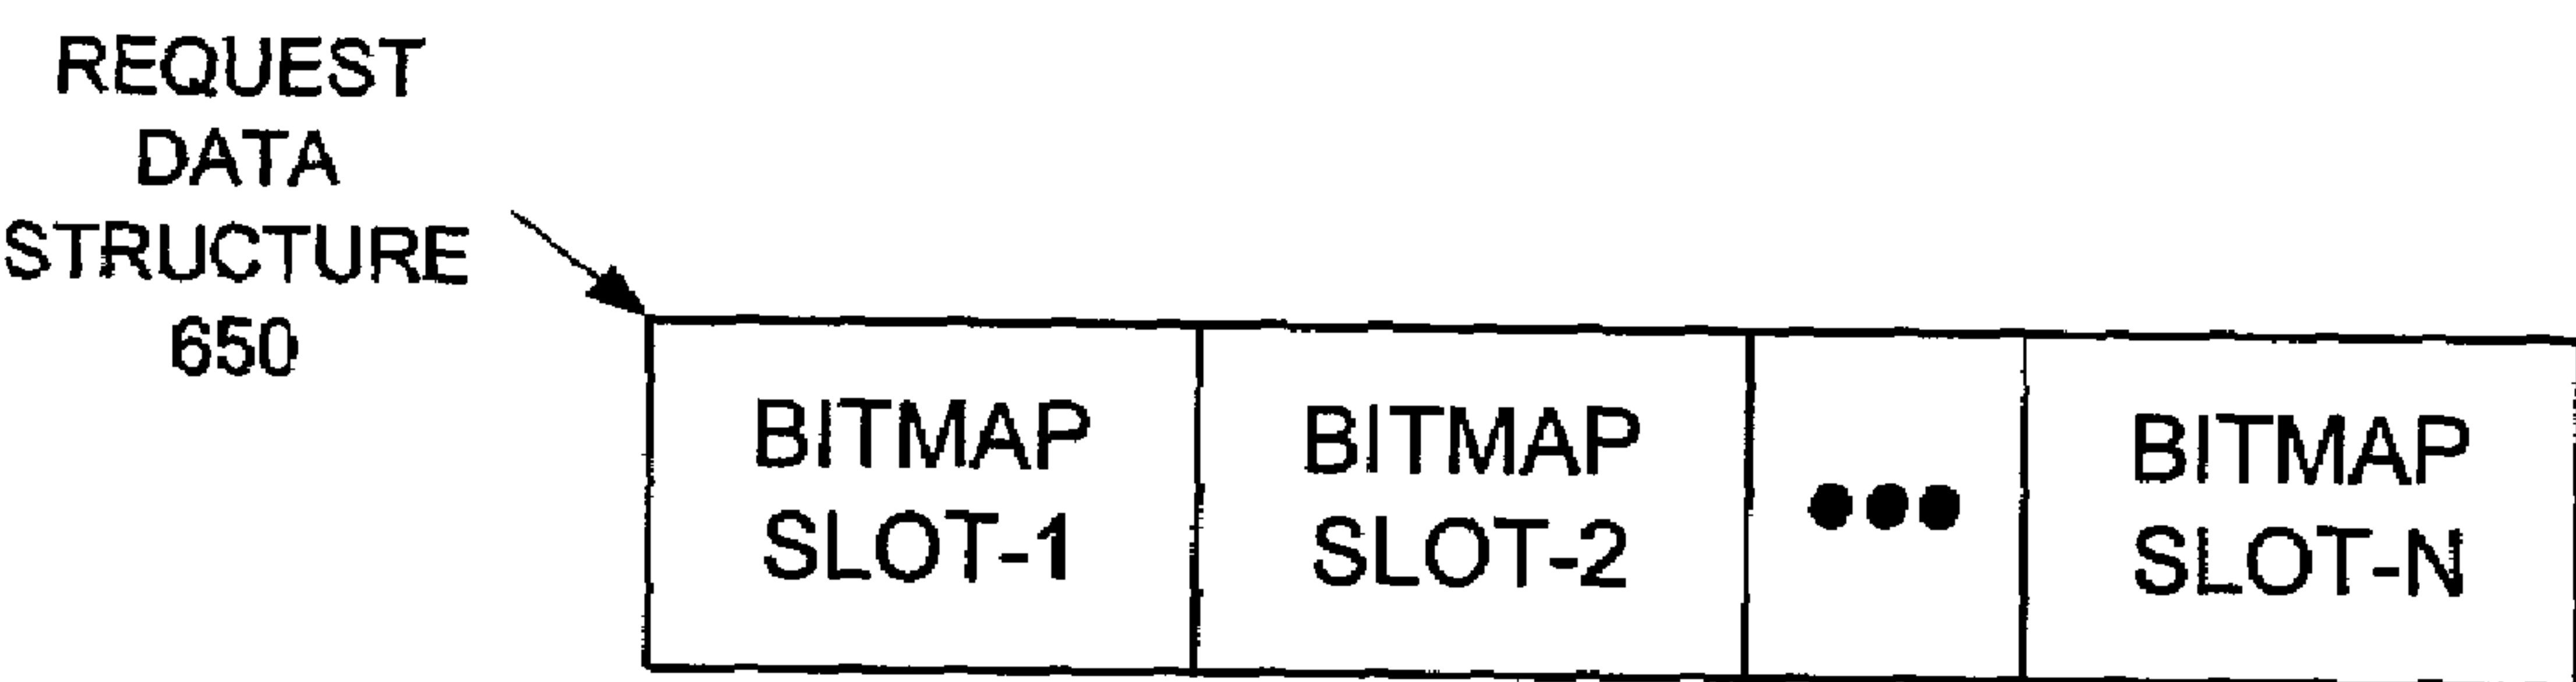 REQUEST
DATA
STRUCTURE
650
BITMAP
SLOT-1
BITMAP
SLOT-2
•••
BITMAP
SLOT-N